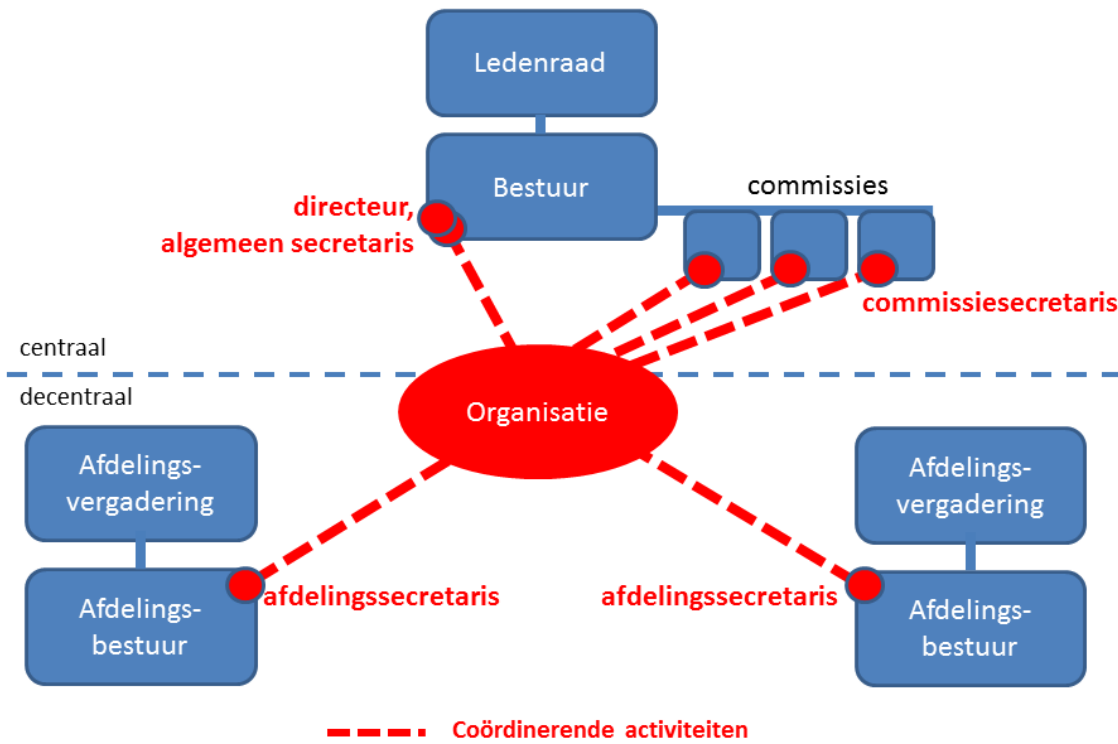 Ledenraad
Bestuur
commissies
directeur,
algemeen secretaris
commissiesecretaris
centraal
decentraal
Organisatie
Afdelings-
vergadering
Afdelings-
vergadering
afdelingssecretaris
afdelingssecretaris
Afdelings-
bestuur
Afdelings-
bestuur
Coördinerende activiteiten